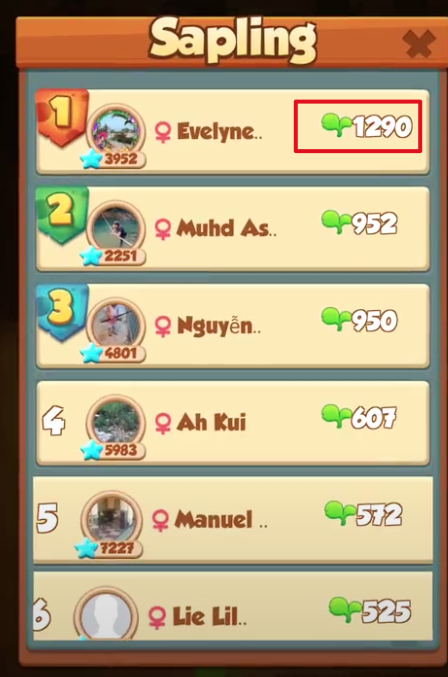 Sapling
1 Evelyne.. 1290
3952
2 Muhd As.. 952
2251
3 Nguyễn.. 950
4801
4 Ah Kui 607
5983
5 Manuel .. 572
7227
6 Lie Lil.. 525